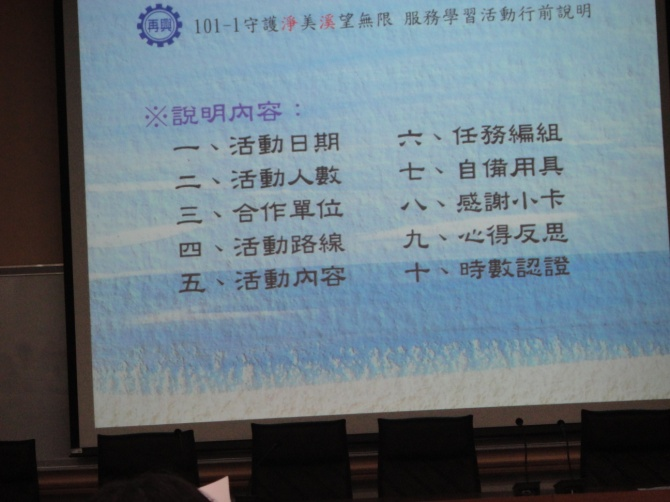 再興 101-1守護淨美溪望無限 服務學習活動行前說明
※說明內容：
一、活動日期
二、活動人數
三、合作單位
四、活動路線
五、活動內容
六、任務編組
七、自備用具
八、感謝小卡
九、心得反思
十、時數認證